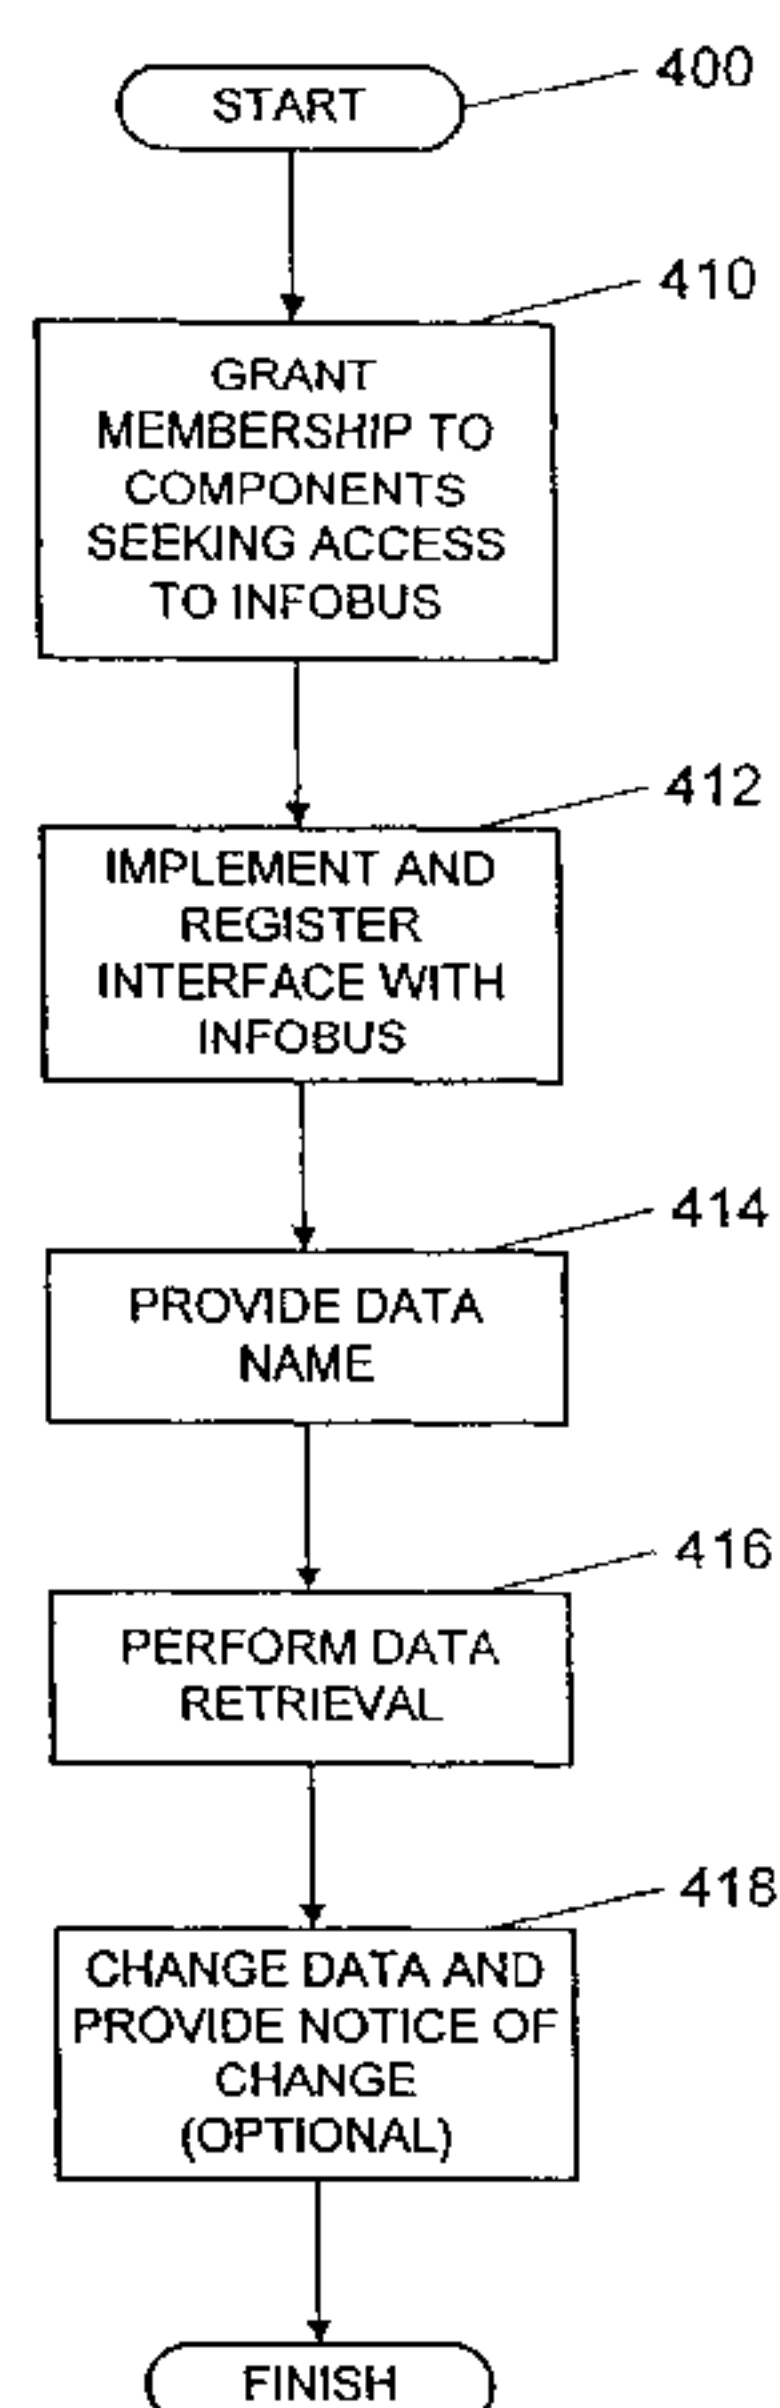 START
400
410
GRANT
MEMBERSHIP TO
COMPONENTS
SEEKING ACCESS
TO INFOBUS
412
IMPLEMENT AND
REGISTER
INTERFACE WITH
INFOBUS
414
PROVIDE DATA
NAME
416
PERFORM DATA
RETRIEVAL
418
CHANGE DATA AND
PROVIDE NOTICE OF
CHANGE
(OPTIONAL)
FINISH